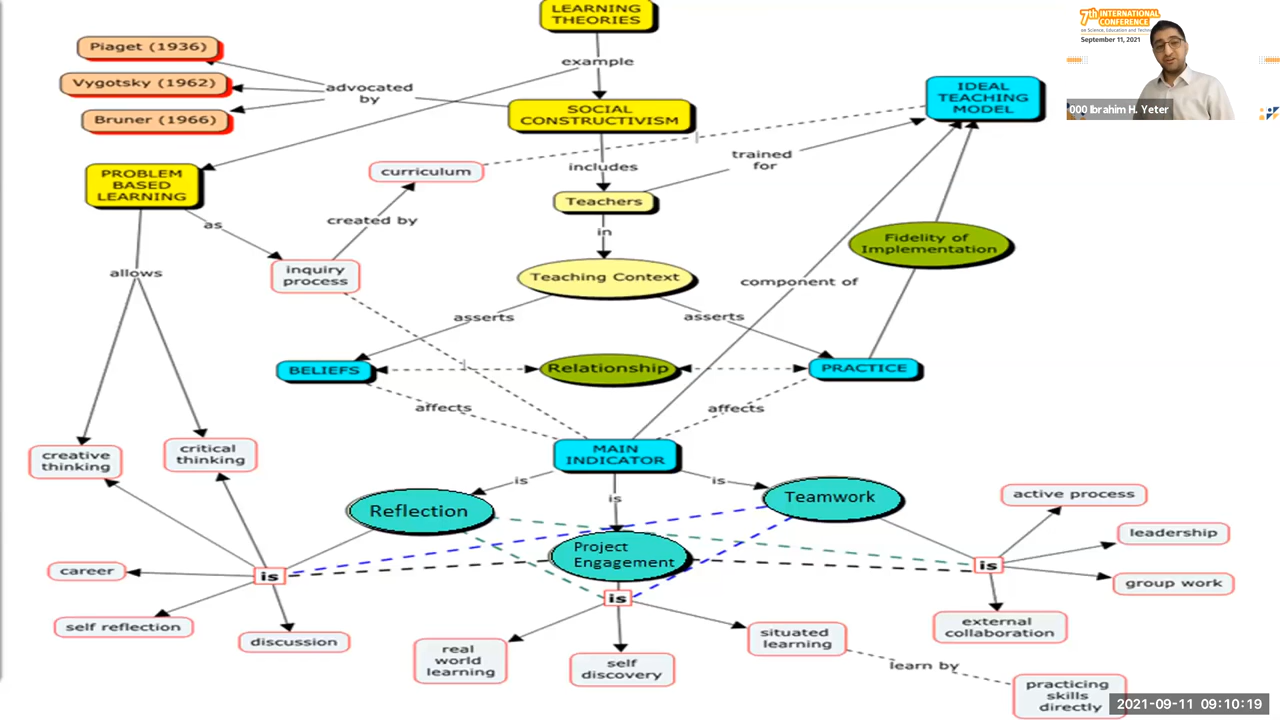 LEARNING
THEORIES
7th INTERNATIONAL
CONFERENCE
on Science, Education and
September 11, 2021
000 Ibrahim H. Yeter
Piaget (1936)
Vygotsky (1962)
Bruner (1966)
advocated
by
example
SOCIAL
CONSTRUCTIVISM
IDEAL
TEACHING
MODEL
PROBLEM
BASED
LEARNING
curriculum
includes
trained
for
Teachers
as
created by
in
Fidelity of
Implementation
allows
inquiry
process
Teaching Context
component of
asserts
asserts
BELIEFS
Relationship
PRACTICE
affects
affects
creative
thinking
critical
thinking
MAIN
INDICATOR
is
is
is
Reflection
Teamwork
Project
Engagement
active process
leadership
group work
external
collaboration
is
is
is
career
self reflection
discussion
real
world
learning
self
discovery
situated
learning
learn by
practicing
skills
directly
2021-09-11 09:10:19